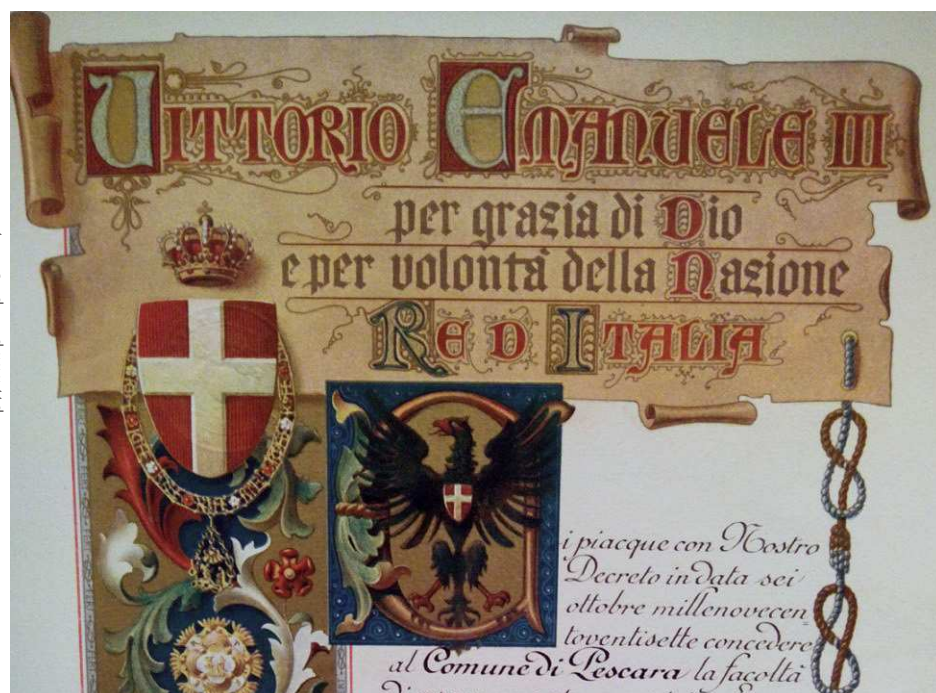 VITTORIO EMANUELE III
per grazia di Dio
e per volontà della Nazione
RE D ITALIA
i piacque con Nostro
Decreto in data sei
ottobre millenovecen
toventisette concedere
al Comune di Pescara la facoltà